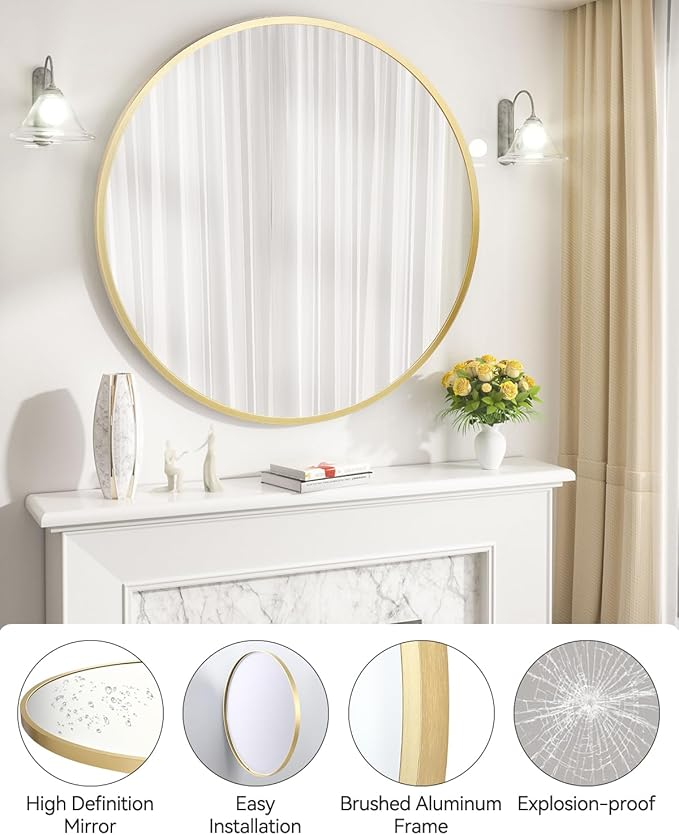 High Definition
Mirror
Easy
Installation
Brushed Aluminum
Frame
Explosion-proof